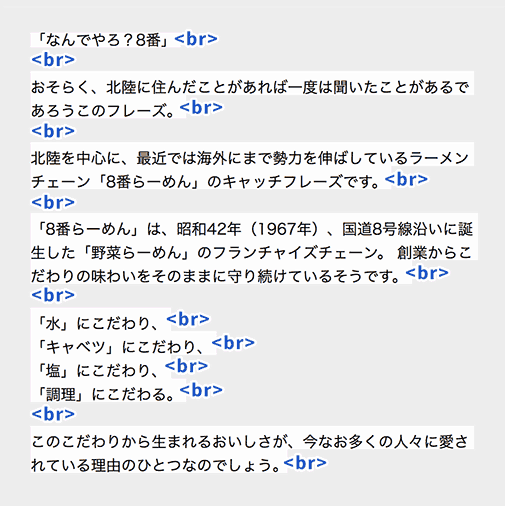 「なんでやろ？8番」<br>
<br>
おそらく、北陸に住んだことがあれば一度は聞いたことがあるで
あろうこのフレーズ。<br>
<br>
北陸を中心に、最近では海外にまで勢力を伸ばしているラーメン
チェーン「8番らーめん」のキャッチフレーズです。<br>
<br>
「8番らーめん」は、昭和42年（1967年）、国道8号線沿いに誕
生した「野菜らーめん」のフランチャイズチェーン。 創業からこ
だわりの味わいをそのままに守り続けているそうです。<br>
<br>
「水」にこだわり、<br>
「キャベツ」にこだわり、<br>
「塩」にこだわり、<br>
「調理」にこだわる。<br>
<br>
このこだわりから生まれるおいしさが、今なお多くの人々に愛さ
れている理由のひとつなのでしょう。<br>